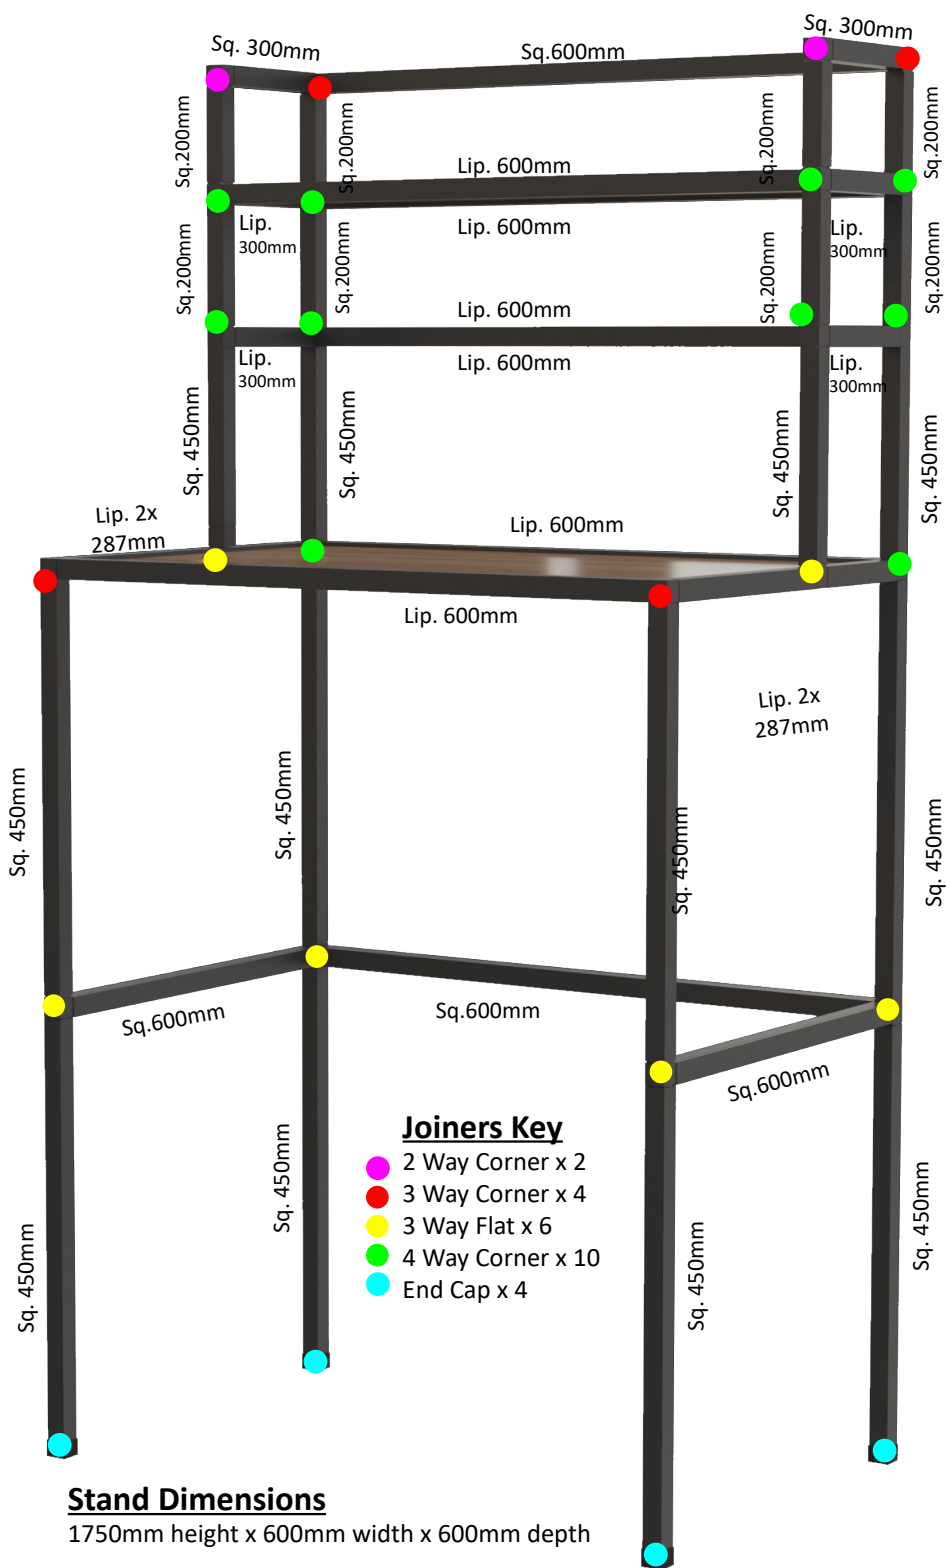 Sq. 300mm
Sq. 300mm
Sq.600mm
Sq.200mm
Sq.200mm
Sq.200mm
Sq.200mm
Lip. 600mm
Lip. 600mm
Lip.
300mm
Lip.
300mm
Sq.200mm
Sq.200mm
Sq.200mm
Sq.200mm
Lip. 600mm
Lip. 600mm
Lip.
300mm
Lip.
300mm
Sq. 450mm
Sq. 450mm
Sq. 450mm
Sq. 450mm
Lip. 2x
287mm
Lip. 600mm
Lip. 600mm
Lip. 2x
287mm
Sq. 450mm
Sq. 450mm
Sq. 450mm
Sq. 450mm
Sq.600mm
Sq.600mm
Sq.600mm
Joiners Key
2 Way Corner x 2
3 Way Corner x 4
3 Way Flat x 6
4 Way Corner x 10
End Cap x 4
Sq. 450mm
Sq. 450mm
Sq. 450mm
Sq. 450mm
Stand Dimensions
1750mm height x 600mm width x 600mm depth